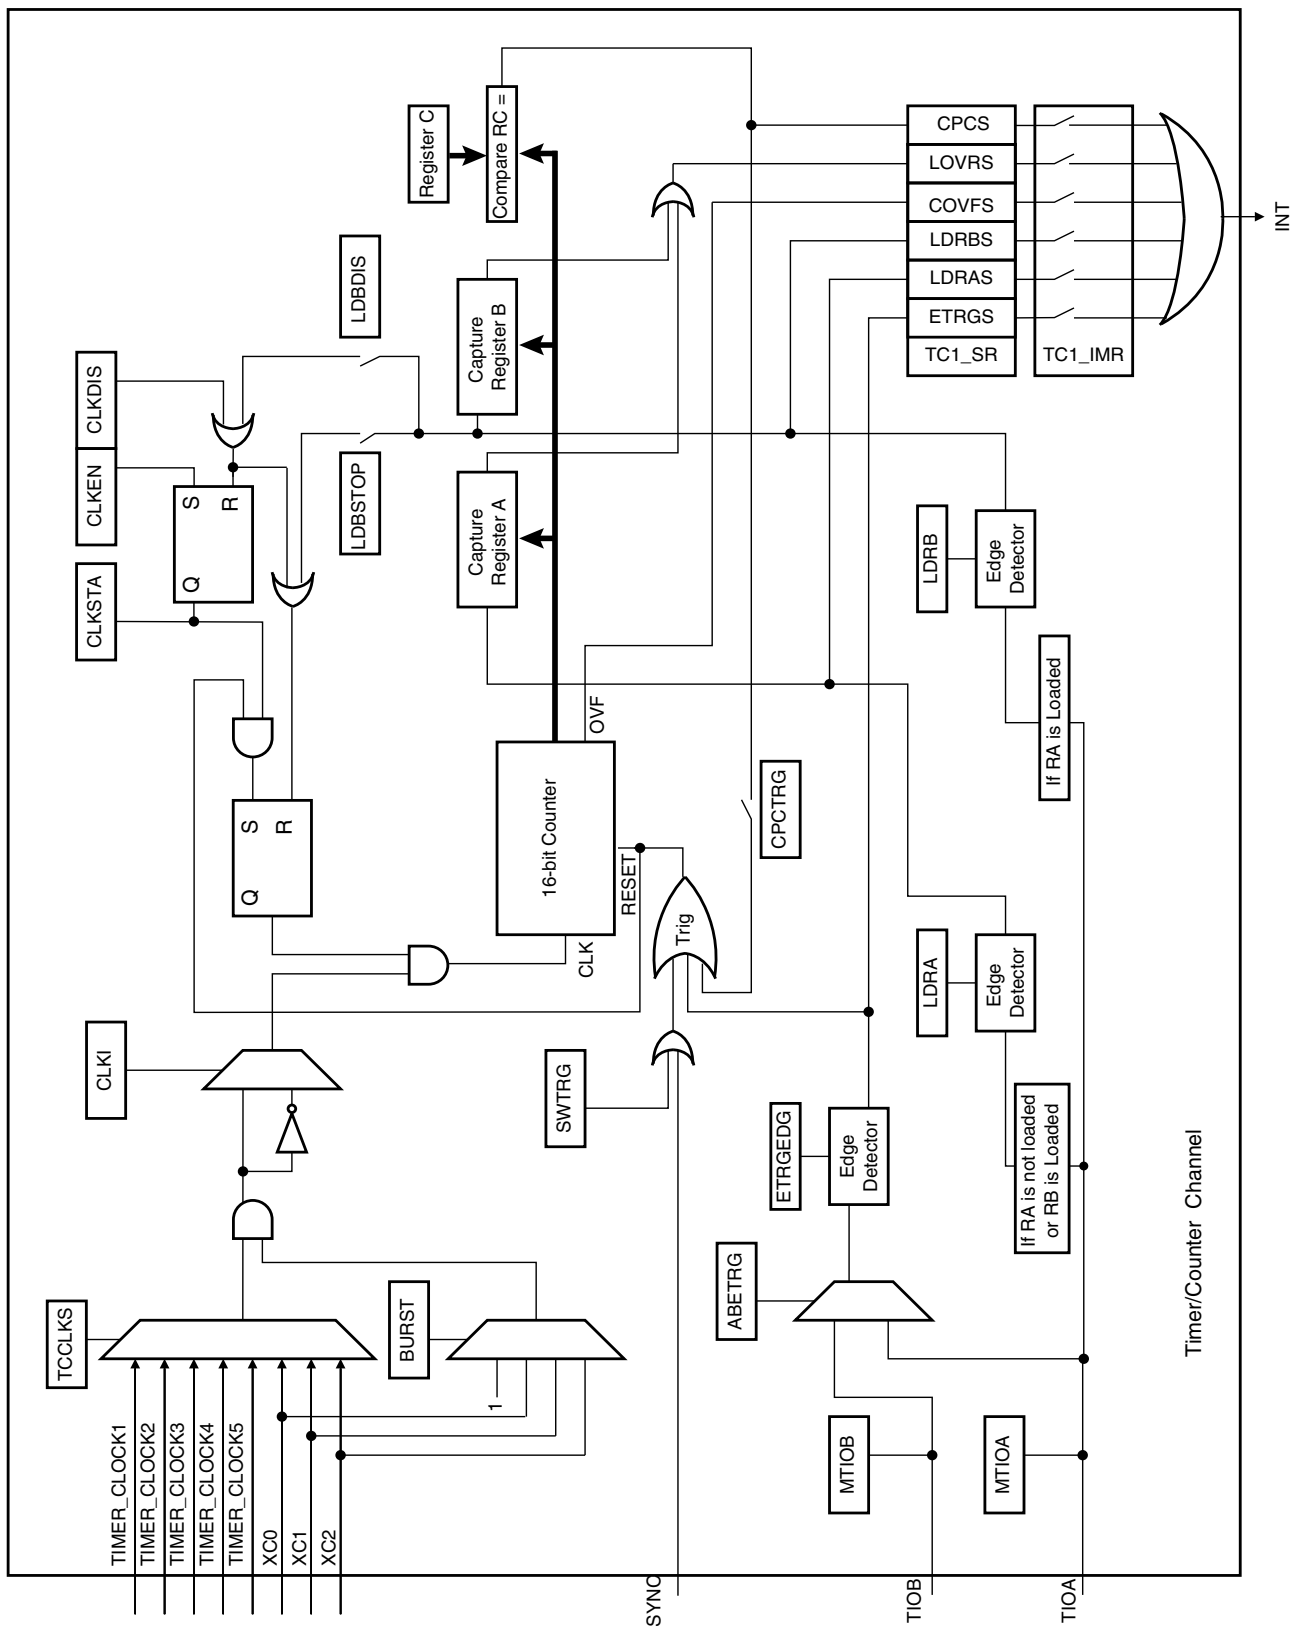 TCCLKS
TIMER_CLOCK1
TIMER_CLOCK2
TIMER_CLOCK3
TIMER_CLOCK4
TIMER_CLOCK5
XC0
XC1
XC2
BURST
1
CLKI
CLKSTA
CLKEN
CLKDIS
Q
S
R
Q
S
R
LDBSTOP
LDBDIS
SYNC
SWTRG
Trig
CLK
RESET
OVF
16-bit Counter
Capture
Register A
Capture
Register B
Register C
Compare RC =
CPCTRG
MTIOB
TIOB
ABETRG
ETRGEDG
Edge
Detector
MTIOA
TIOA
If RA is not loaded
or RB is Loaded
LDRA
Edge
Detector
If RA is Loaded
LDRB
Edge
Detector
CPCS
LOVRS
COVFS
LDRBS
LDRAS
ETRGS
TC1_SR
TC1_IMR
INT
Timer/Counter Channel